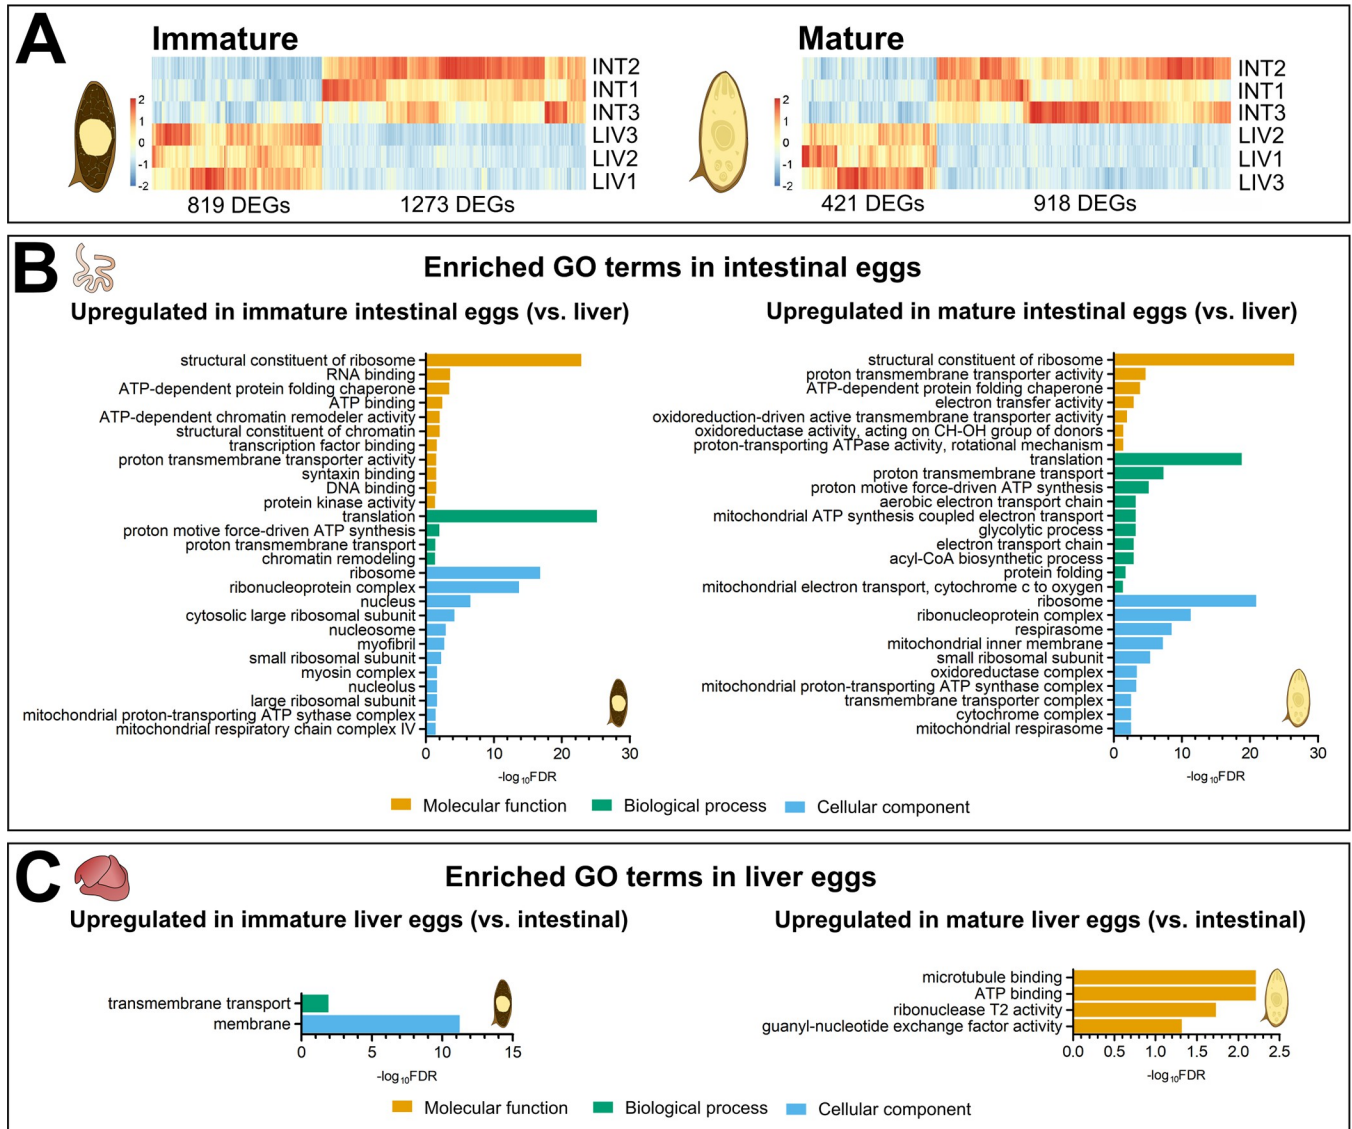 A
Immature
INT2
INT1
INT3
LIV3
LIV2
LIV1
2
1
0
-1
-2
819 DEGs
1273 DEGs
Mature
INT2
INT1
INT3
LIV2
LIV1
LIV3
2
1
0
-1
-2
421 DEGs
918 DEGs
B
Enriched GO terms in intestinal eggs
Upregulated in immature intestinal eggs (vs. liver)
structural constituent of ribosome
RNA binding
ATP-dependent protein folding chaperone
ATP binding
ATP-dependent chromatin remodeler activity
structural constituent of chromatin
transcription factor binding
proton transmembrane transporter activity
syntaxin binding
DNA binding
protein kinase activity
translation
proton motive force-driven ATP synthesis
proton transmembrane transport
chromatin remodeling
ribosome
ribonucleoprotein complex
nucleus
cytosolic large ribosomal subunit
nucleosome
myofibril
small ribosomal subunit
myosin complex
nucleolus
large ribosomal subunit
mitochondrial proton-transporting ATP sythase complex
mitochondrial respiratory chain complex IV
0 10 20 30
-log10FDR
Upregulated in mature intestinal eggs (vs. liver)
structural constituent of ribosome
proton transmembrane transporter activity
ATP-dependent protein folding chaperone
electron transfer activity
oxidoreduction-driven active transmembrane transporter activity
oxidoreductase activity, acting on CH-OH group of donors
proton-transporting ATPase activity, rotational mechanism
translation
proton transmembrane transport
proton motive force-driven ATP synthesis
aerobic electron transport chain
mitochondrial ATP synthesis coupled electron transport
glycolytic process
electron transport chain
acyl-CoA biosynthetic process
protein folding
mitochondrial electron transport, cytochrome c to oxygen
ribosome
ribonucleoprotein complex
respirasome
mitochondrial inner membrane
small ribosomal subunit
oxidoreductase complex
mitochondrial proton-transporting ATP synthase complex
transmembrane transporter complex
cytochrome complex
mitochondrial respirasome
0 10 20 30
-log10FDR
Molecular function Biological process Cellular component
C
Enriched GO terms in liver eggs
Upregulated in immature liver eggs (vs. intestinal)
transmembrane transport
membrane
0 5 10 15
-log10FDR
Upregulated in mature liver eggs (vs. intestinal)
microtubule binding
ATP binding
ribonuclease T2 activity
guanyl-nucleotide exchange factor activity
0.0 0.5 1.0 1.5 2.0 2.5
-log10FDR
Molecular function Biological process Cellular component